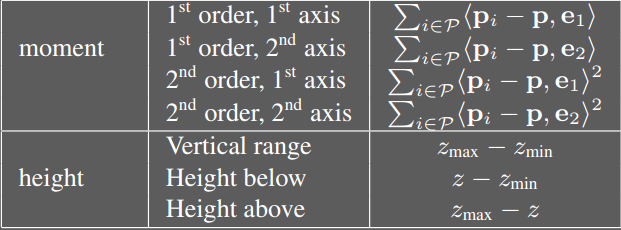 1st order, 1st axis ∑i∈𝒫⟨pi − p, e1⟩
moment 1st order, 2nd axis ∑i∈𝒫⟨pi − p, e2⟩
2nd order, 1st axis ∑i∈𝒫⟨pi − p, e1⟩²
2nd order, 2nd axis ∑i∈𝒫⟨pi − p, e2⟩²
Vertical range zmax − zmin
height Height below z − zmin
Height above zmax − z